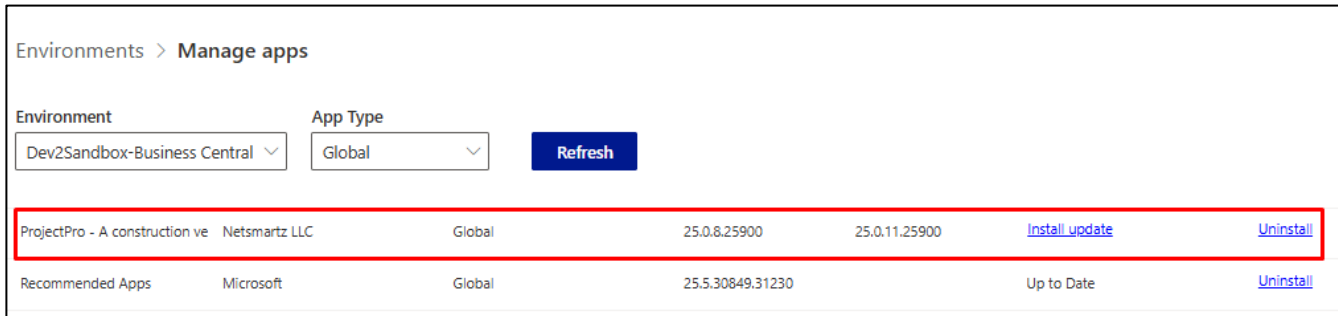 Environments > Manage apps
Environment App Type
Dev2Sandbox-Business Central Global Refresh
ProjectPro - A construction ve Netsmartz LLC Global 25.0.8.25900 25.0.11.25900 Install update Uninstall
Recommended Apps Microsoft Global 25.5.30849.31230 Up to Date Uninstall